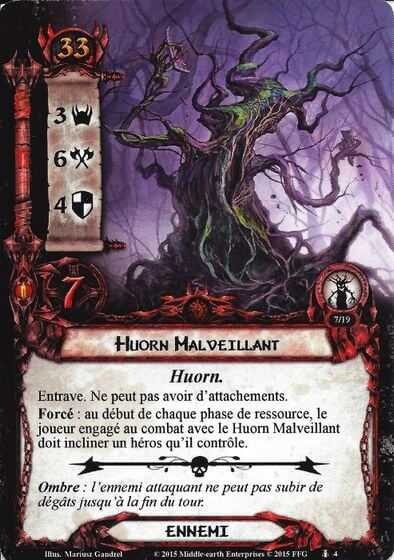 33
3
6
4
7
7/19
Huorn Malveillant
Huorn.
Entrave. Ne peut pas avoir d'attachements.
Forcé : au début de chaque phase de ressource, le
joueur engagé au combat avec le Huorn Malveillant
doit incliner un héros qu'il contrôle.
Ombre : l'ennemi attaquant ne peut pas subir de
dégâts jusqu'à la fin du tour.
ENNEMI
Illus. Mariusz Gandzel © 2015 Middle-earth Enterprises © 2015 FFG 4